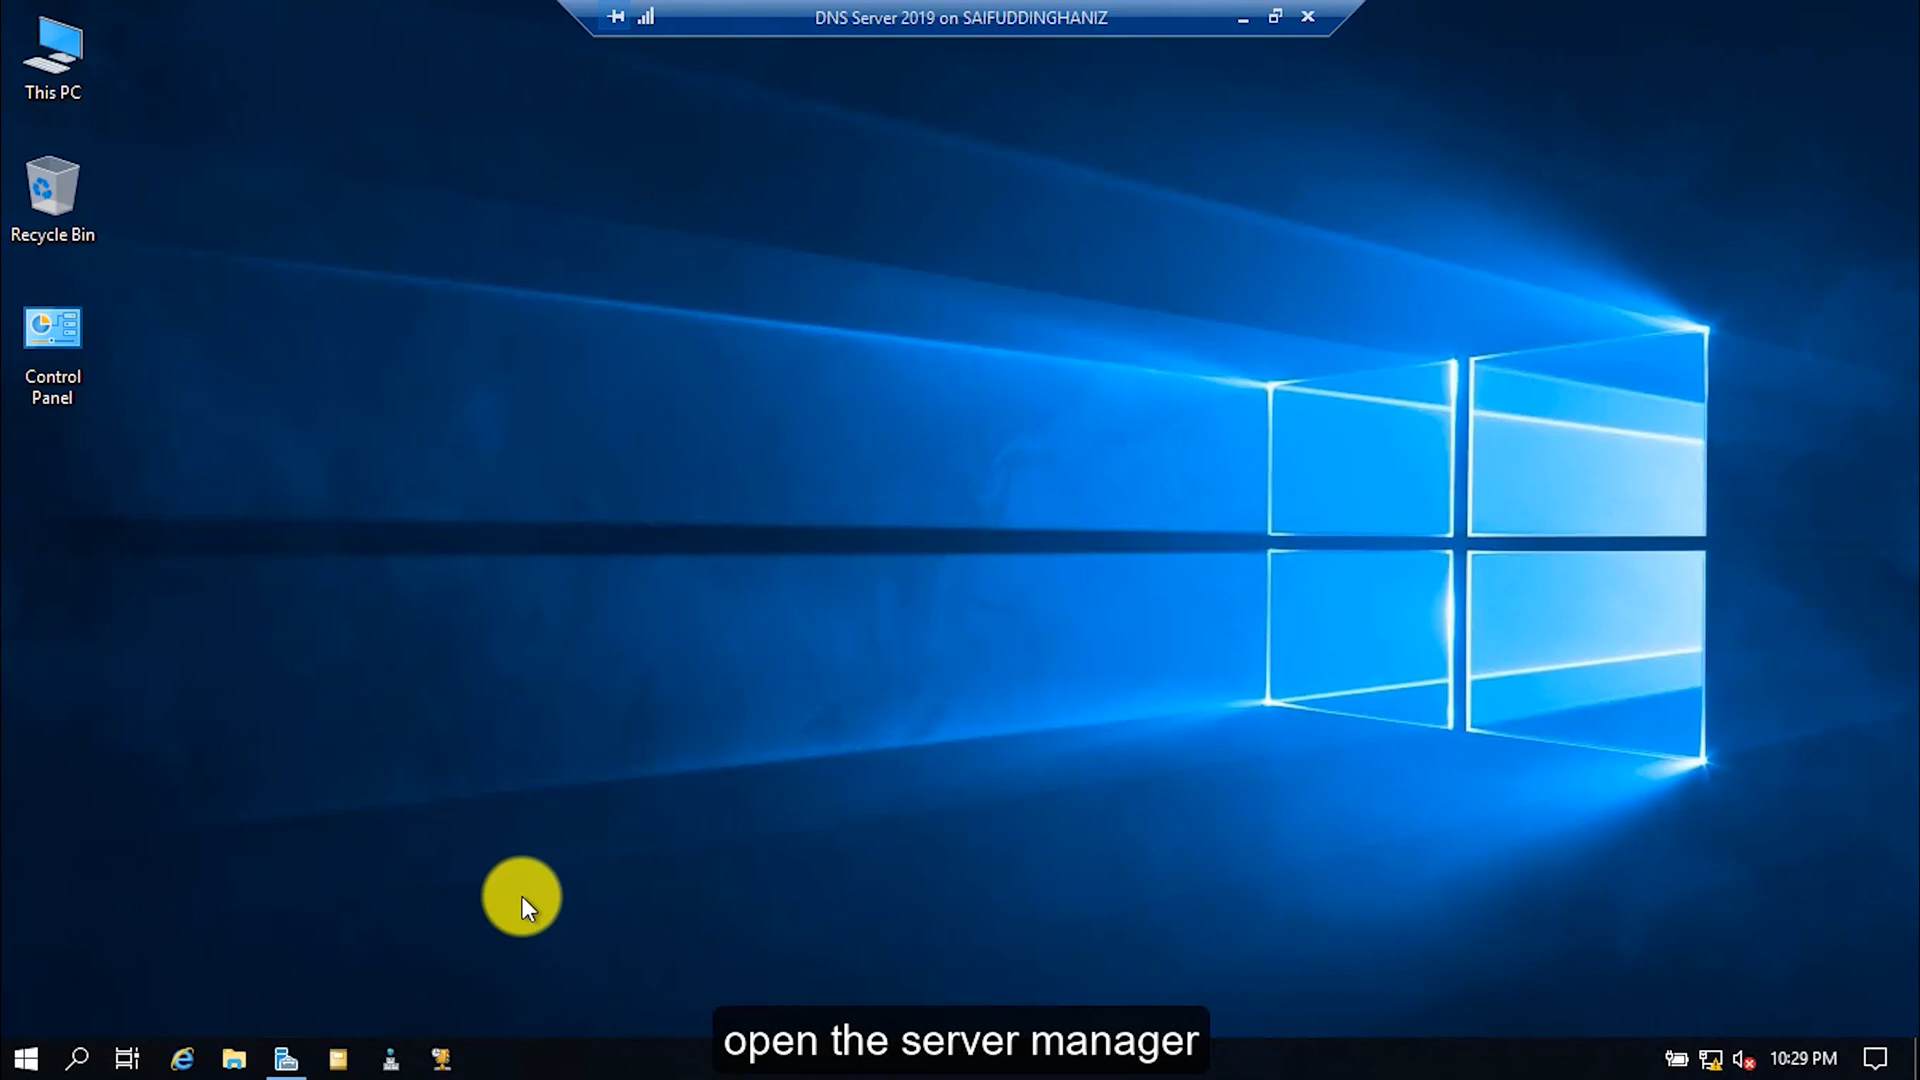 DNS Server 2019 on SAIFUDDINGHANIZ
This PC
Recycle Bin
Control
Panel
open the server manager
10:29 PM